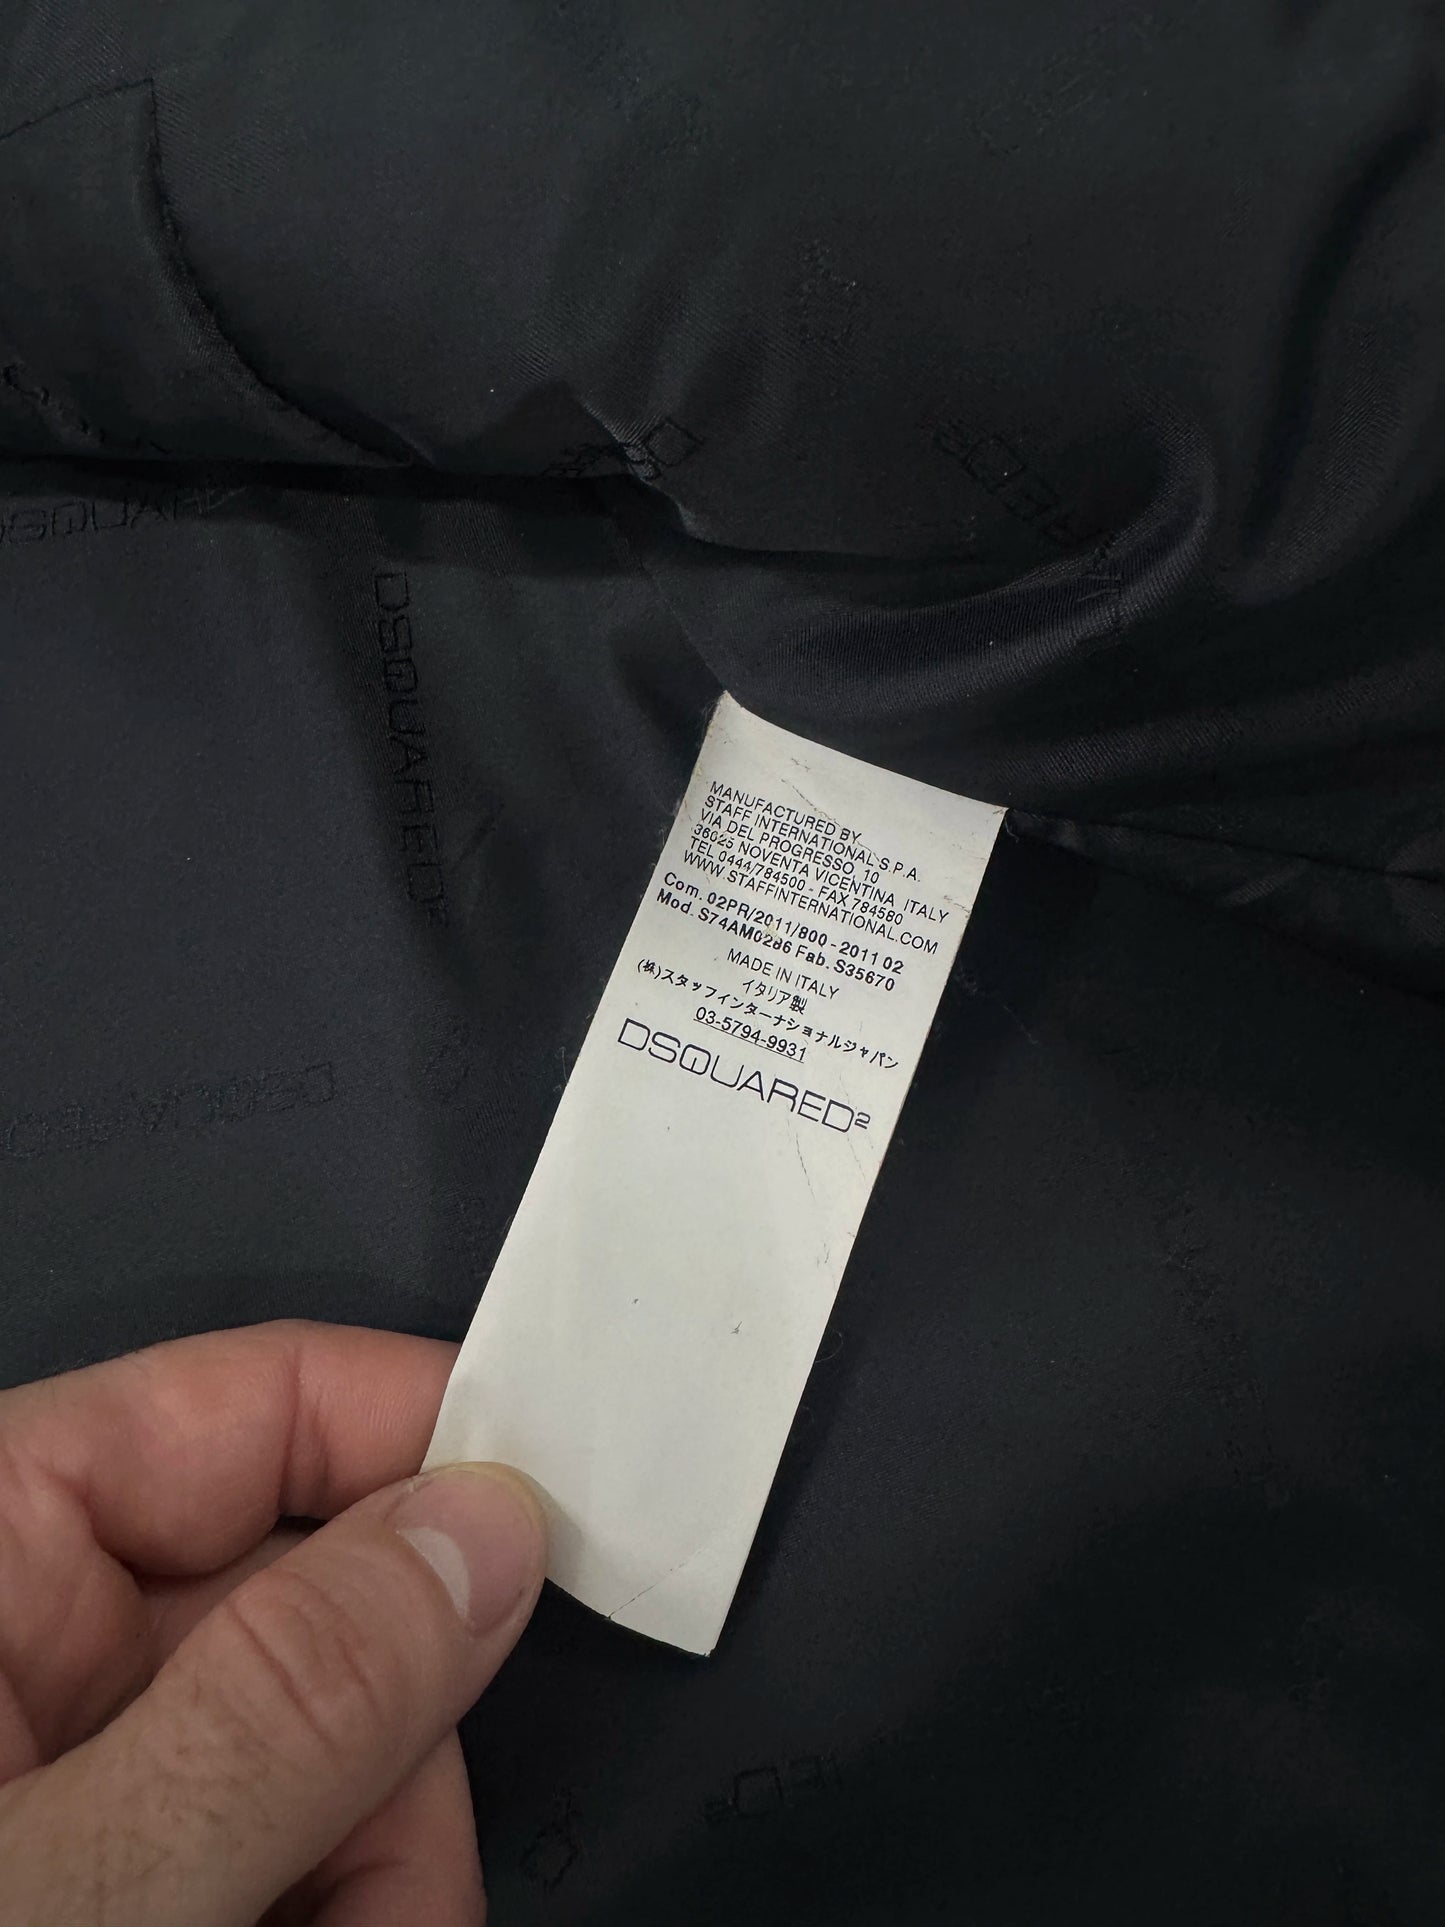 MANUFACTURED BY
STAFF INTERNATIONAL S.P.A.
VIA DEL PROGRESSO, 10
36025 NOVENTA VICENTINA ITALY
TEL 0444/784500 - FAX 784580
WWW.STAFFINTERNATIONAL.COM
Com. 02PR/2011/800 - 2011 02
Mod. S74AM0286 Fab. S35670
MADE IN ITALY
イタリア製
(株)スタッフインターナショナルジャパン
03-5794-9931
DSQUARED2
DSQUARED2